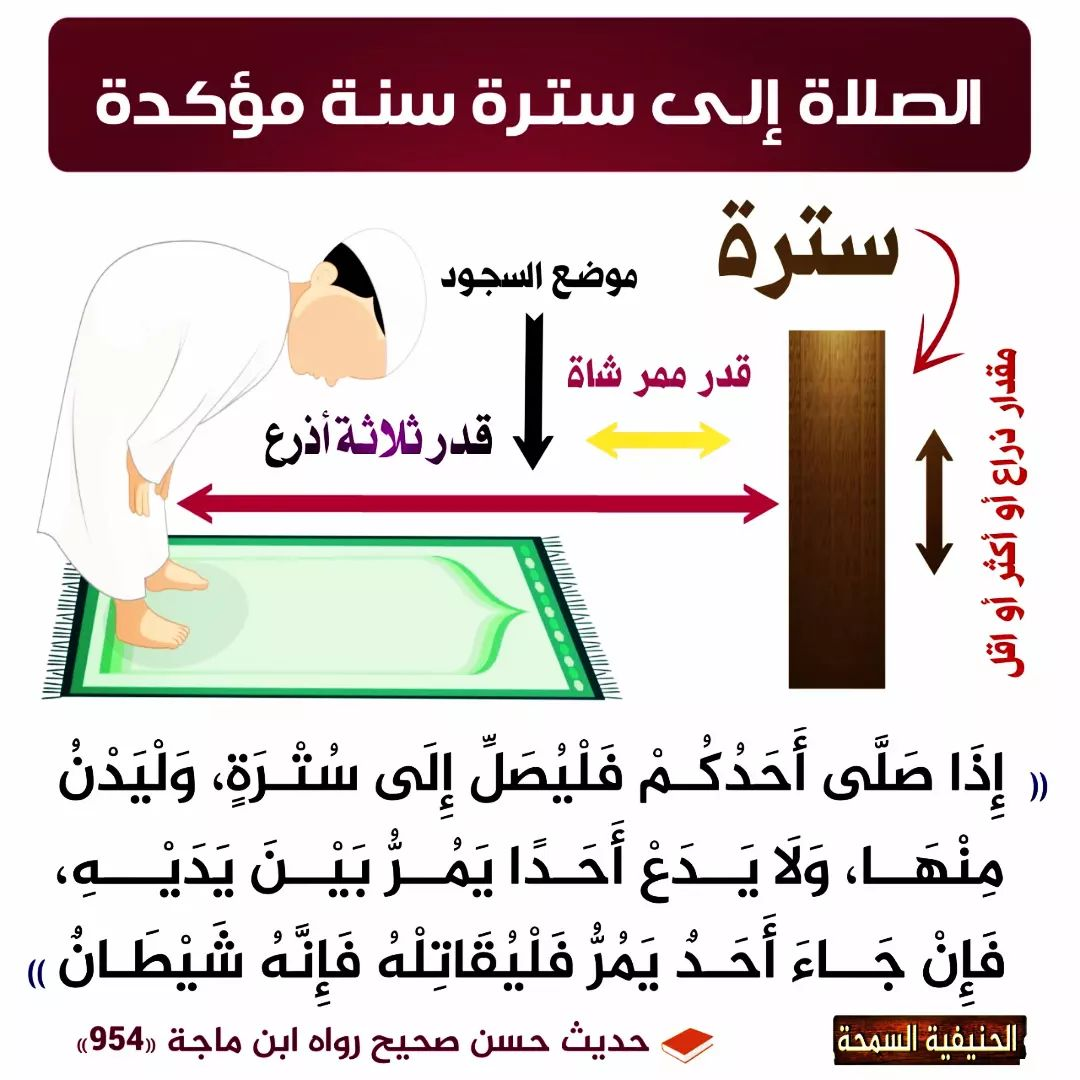 الصلاة إلى سترة سنة مؤكدة
سترة
موضع السجود
قدر ممر شاة
قدر ثلاثة أذرع
مقدار ذراع أو أكثر أو اقل
(( إِذَا صَلَّى أَحَدُكُمْ فَلْيُصَلِّ إِلَى سُتْرَةٍ، وَلْيَدْنُ
مِنْهَا، وَلَا يَدَعْ أَحَدًا يَمُرُّ بَيْنَ يَدَيْهِ،
فَإِنْ جَاءَ أَحَدٌ يَمُرُّ فَلْيُقَاتِلْهُ فَإِنَّهُ شَيْطَانٌ ))
حديث حسن صحيح رواه ابن ماجة «954»
الحنيفية السمحة